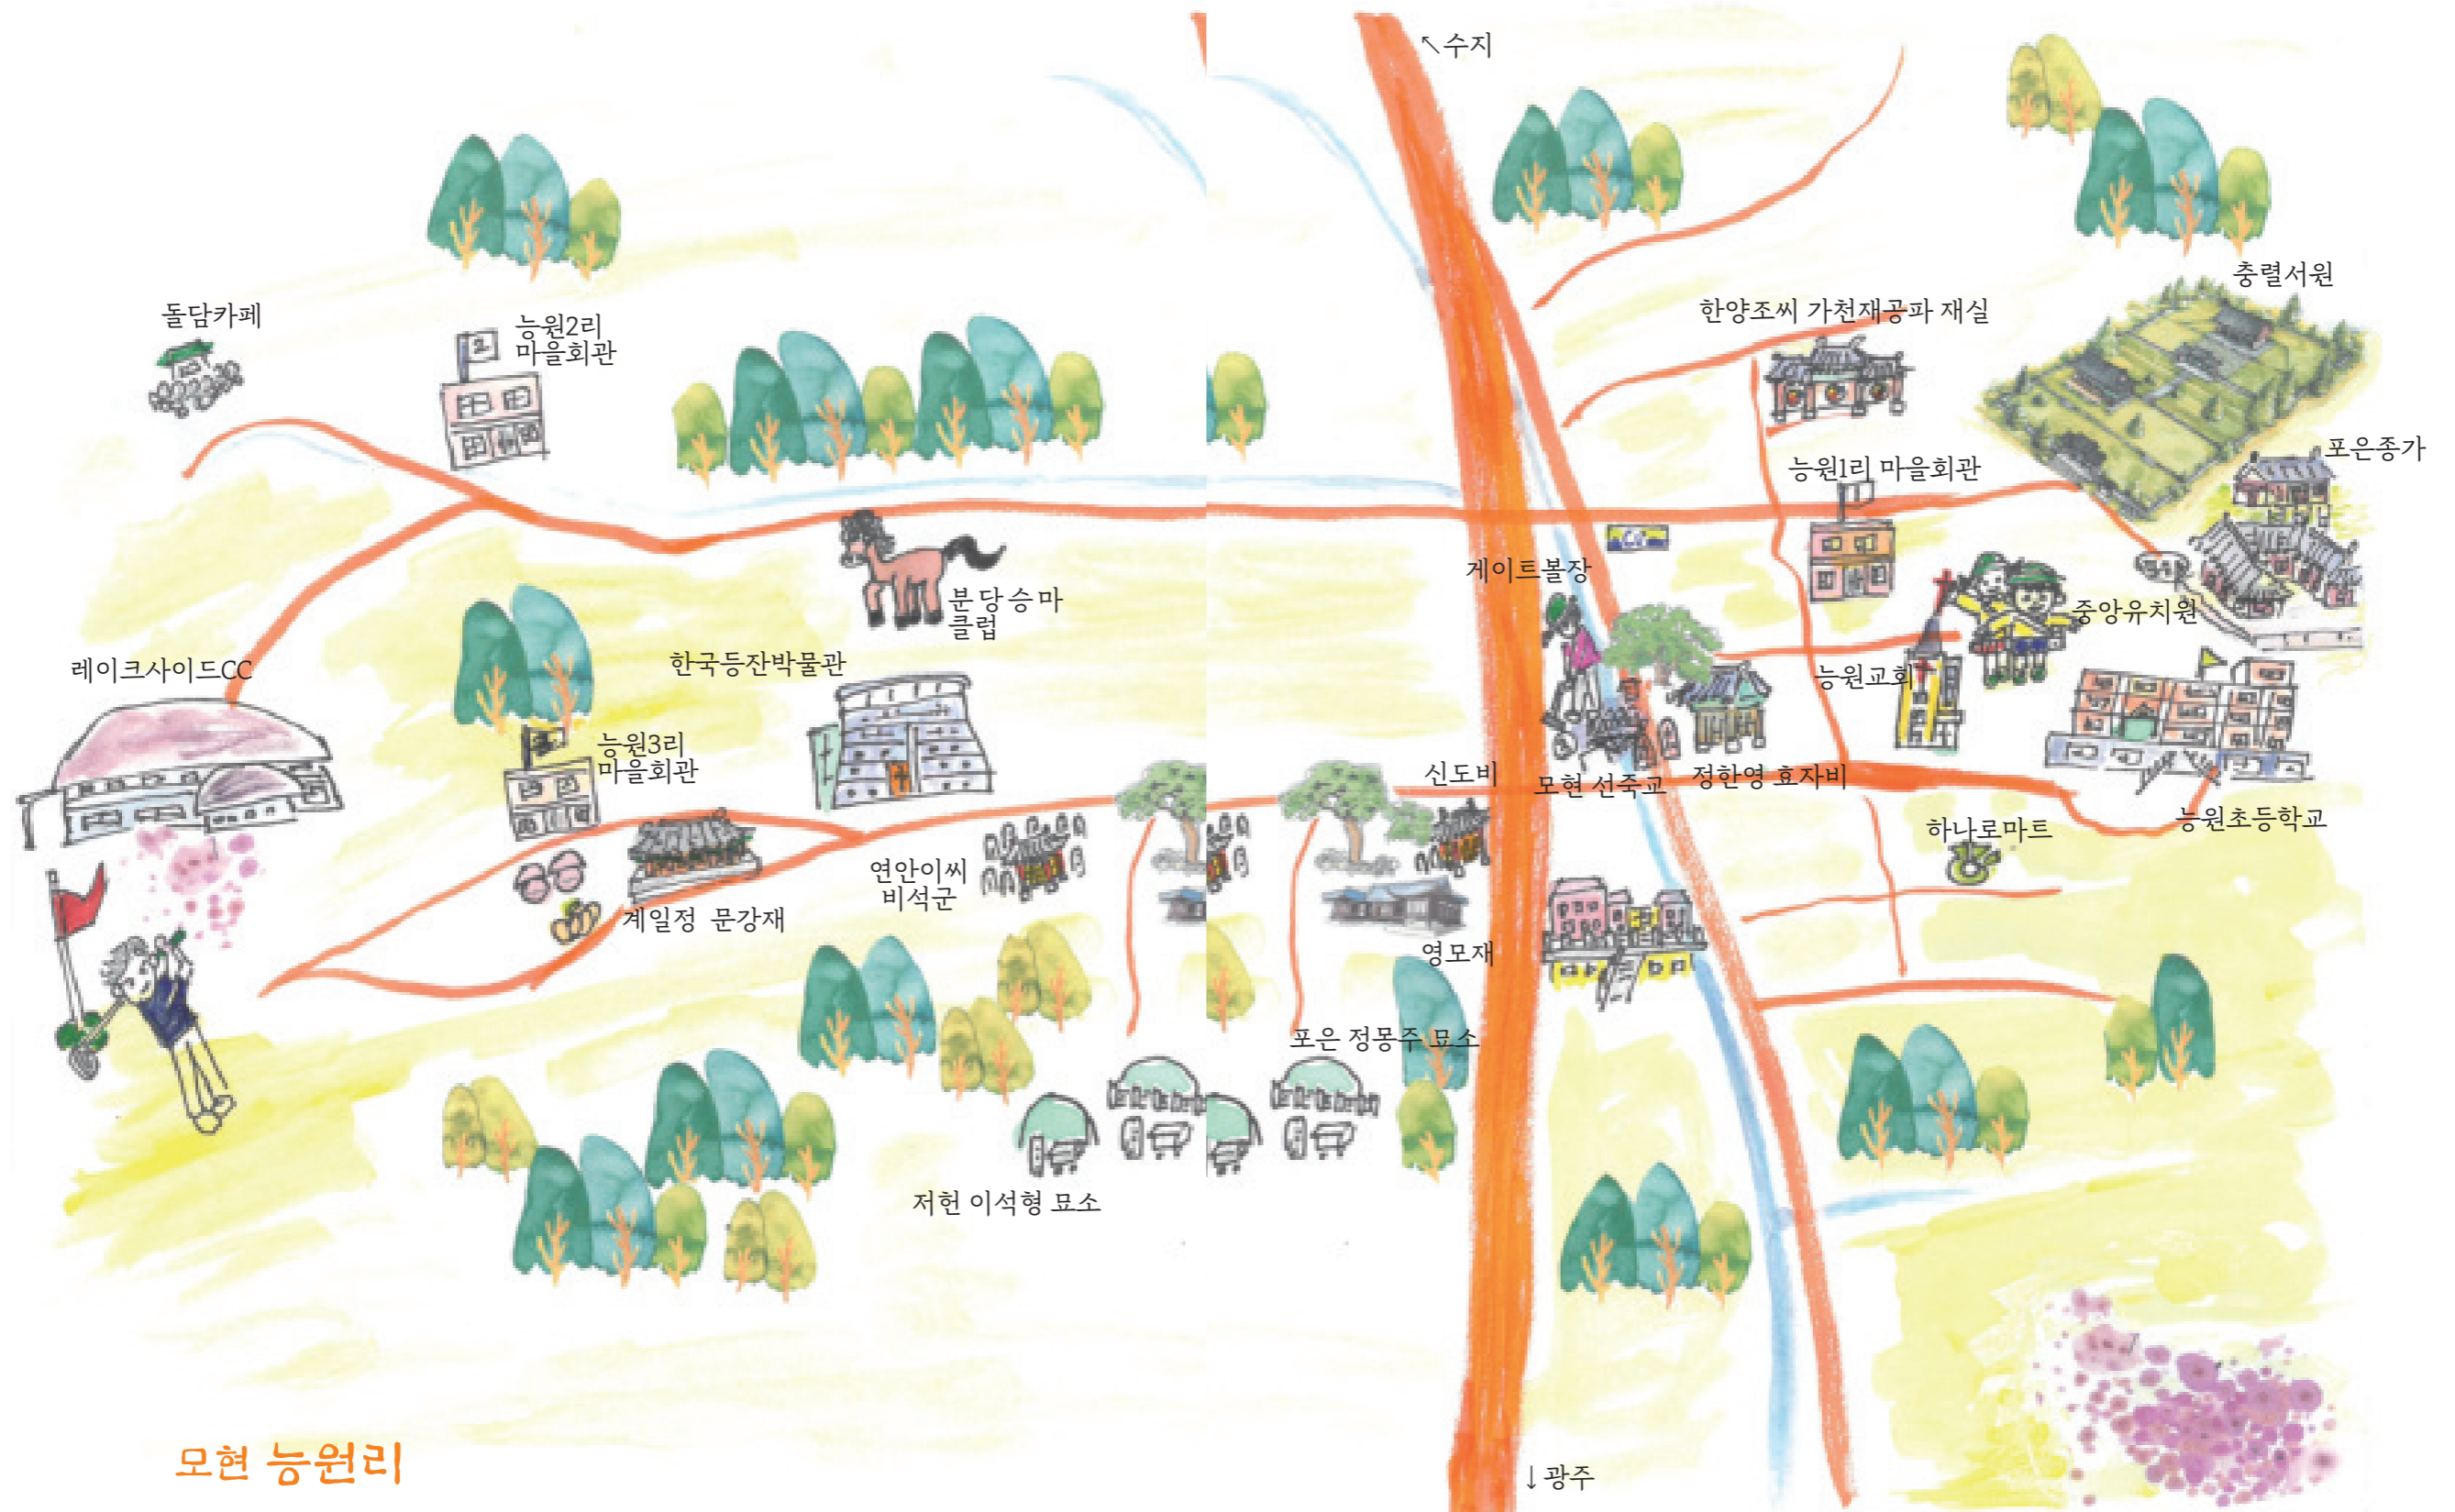 ↖수지
충렬서원
돌담카페
능원2리
마을회관
2
한양조씨 가천재공파 재실
포은종가
능원1리 마을회관
1
게이트볼장
분당승마
클럽
중앙유치원
레이크사이드CC
한국등잔박물관
능원교회
능원3리
마을회관
신도비
모현 선죽교
정한영 효자비
능원초등학교
하나로마트
연안이씨
비석군
계일정 문강재
영모재
포은 정몽주 묘소
저헌 이석형 묘소
모현 능원리
↓광주